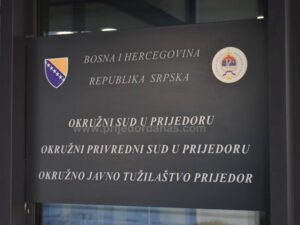 BOSNA I HERCEGOVINA
REPUBLIKA SRPSKA
OKRUŽNI SUD U PRIJEDORU
www.prijedordanas.com
OKRUŽNI PRIVREDNI SUD U PRIJEDORU
OKRUŽNO JAVNO TUŽILAŠTVO PRIJEDOR